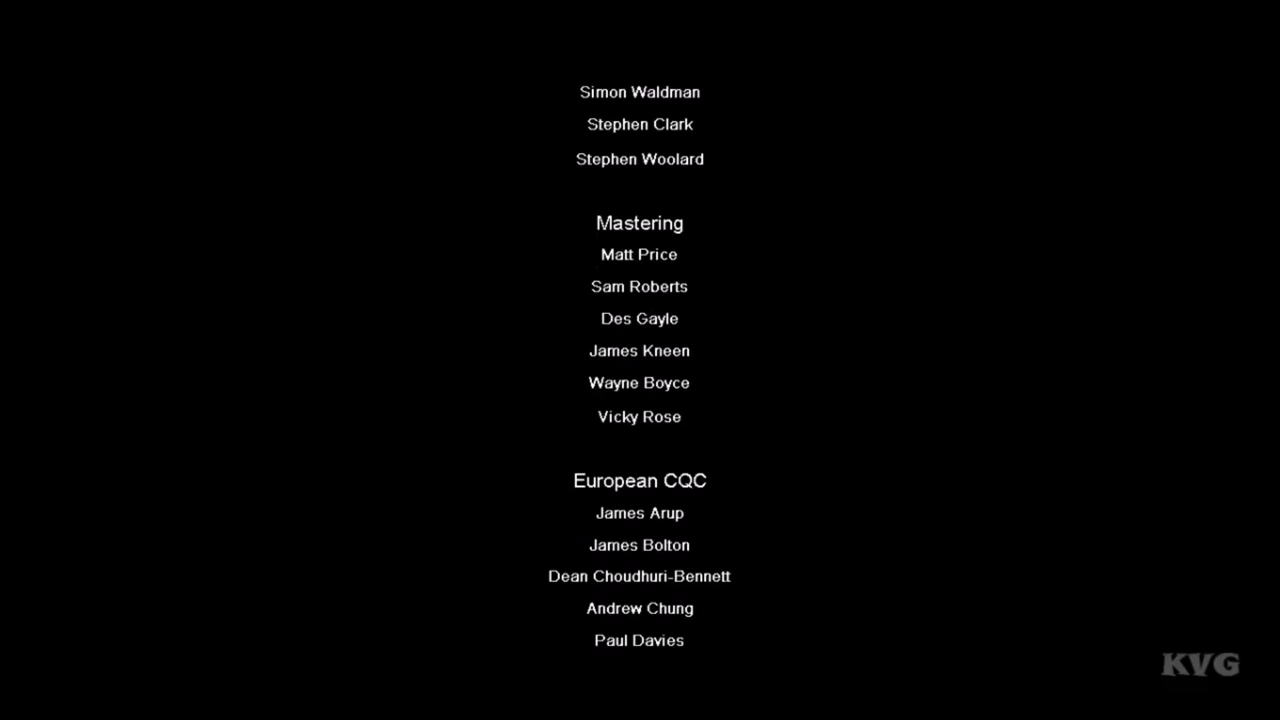 Simon Waldman
Stephen Clark
Stephen Woolard
Mastering
Matt Price
Sam Roberts
Des Gayle
James Kneen
Wayne Boyce
Vicky Rose
European CQC
James Arup
James Bolton
Dean Choudhuri-Bennett
Andrew Chung
Paul Davies
KVG